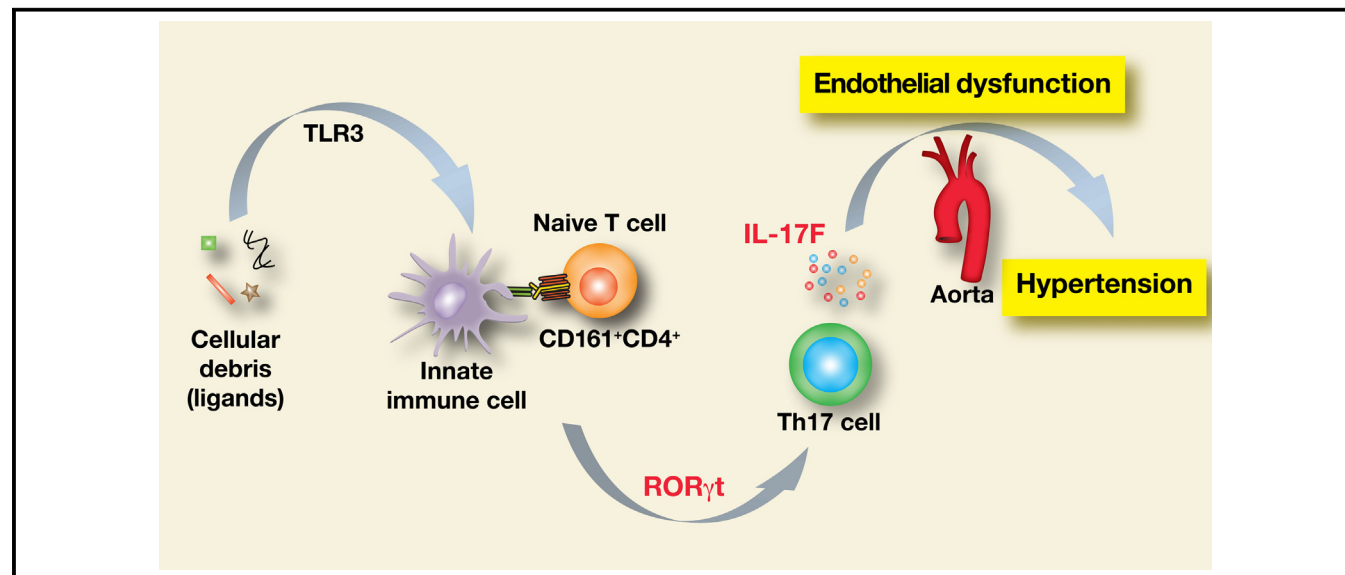 TLR3
Cellular
debris
(ligands)
Naive T cell
CD161⁺CD4⁺
Innate
immune cell
RORγt
IL-17F
Th17 cell
Endothelial dysfunction
Aorta
Hypertension